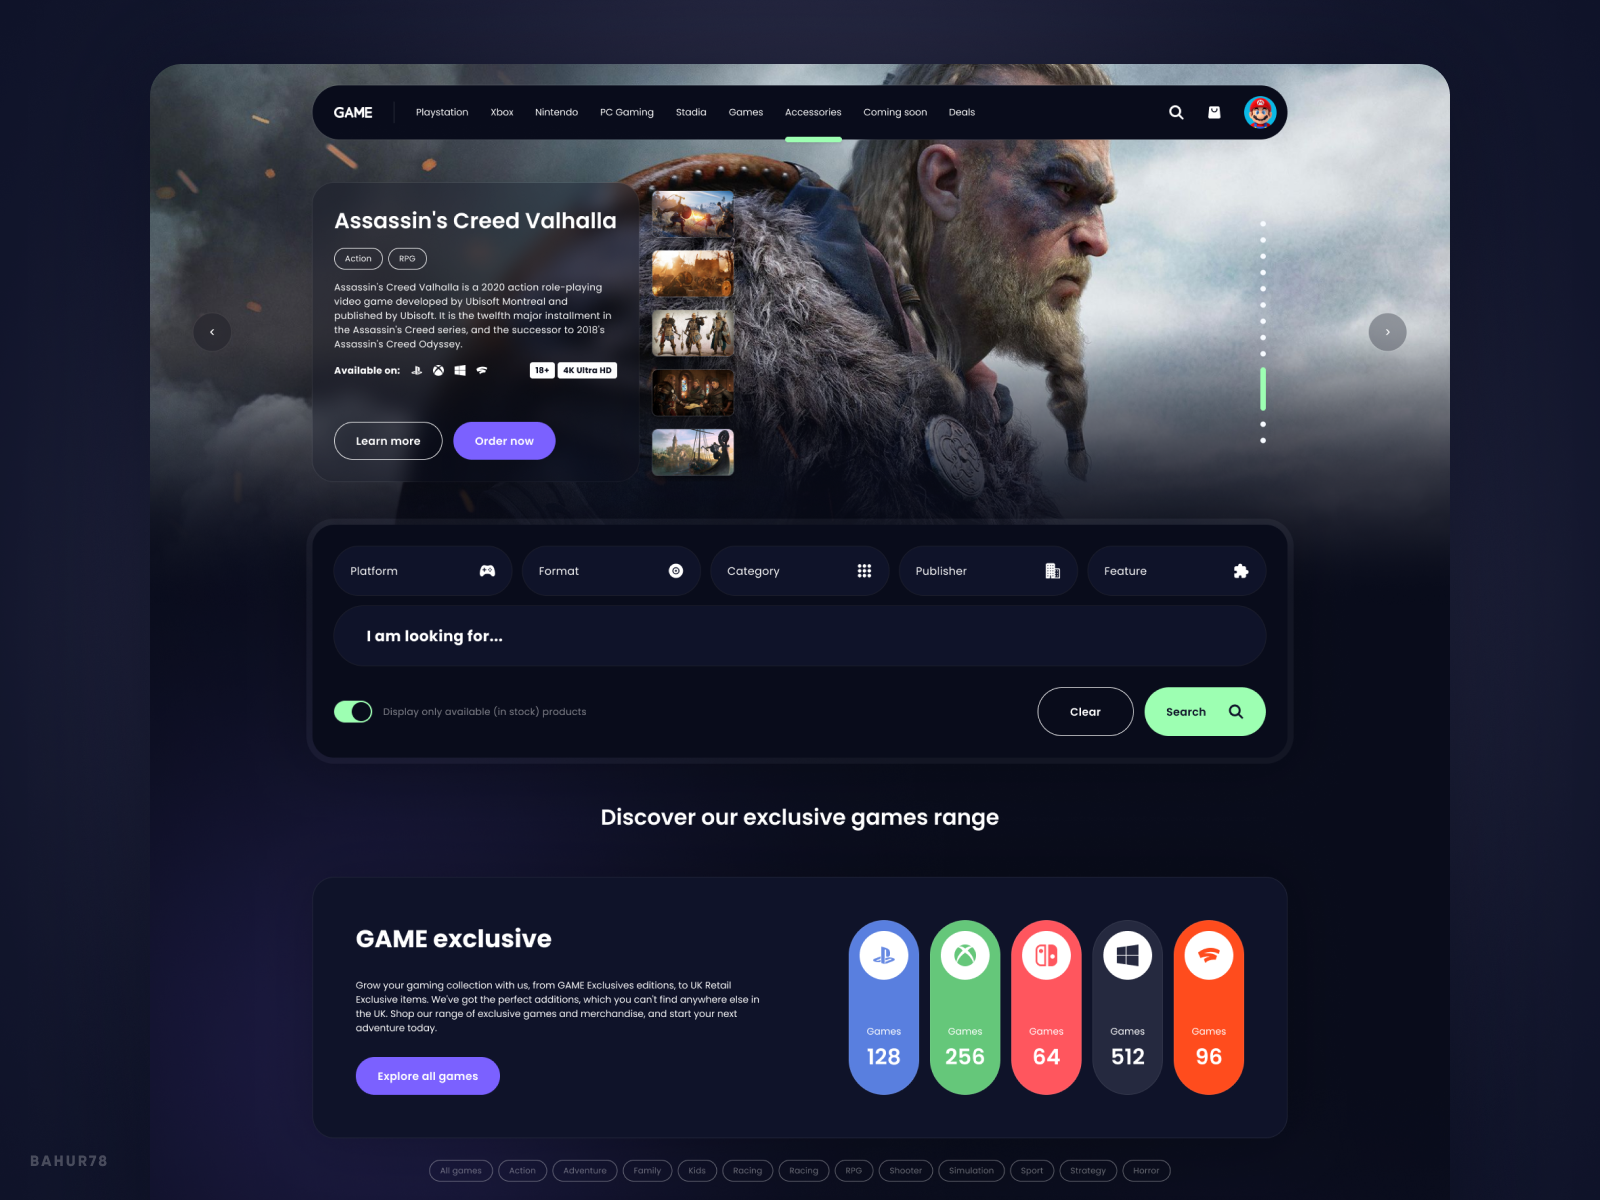 GAME
Playstation
Xbox
Nintendo
PC Gaming
Stadia
Games
Accessories
Coming soon
Deals
Assassin's Creed Valhalla
Action
RPG
Assassin's Creed Valhalla is a 2020 action role-playing
video game developed by Ubisoft Montreal and
published by Ubisoft. It is the twelfth major installment in
the Assassin's Creed series, and the successor to 2018's
Assassin's Creed Odyssey.
Available on:
18+
4K Ultra HD
Learn more
Order now
Platform
Format
Category
Publisher
Feature
I am looking for...
Display only available (in stock) products
Clear
Search
Discover our exclusive games range
GAME exclusive
Grow your gaming collection with us, from GAME Exclusives editions, to UK Retail
Exclusive items. We've got the perfect additions, which you can't find anywhere else in
the UK. Shop our range of exclusive games and merchandise, and start your next
adventure today.
Explore all games
Games
128
Games
256
Games
64
Games
512
Games
96
BAHUR78
All games
Action
Adventure
Family
Kids
Racing
Racing
RPG
Shooter
Simulation
Sport
Strategy
Horror